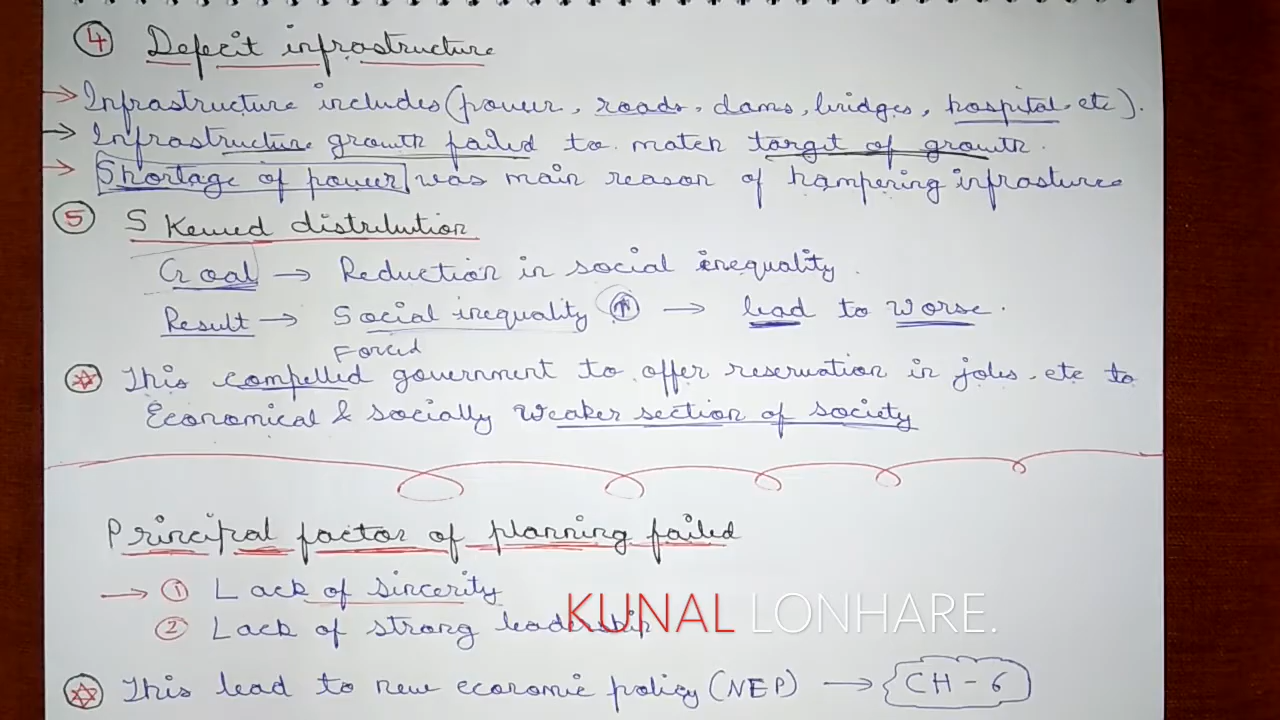 4 Deficit infrastructure
→ Infrastructure includes (power, roads, dams, bridges, hospital, etc).
→ Infrastructure growth failed to match target of growth.
→ Shortage of power was main reason of hampering infrasture
5 Skewed distribution
Goal → Reduction in social inequality.
Result → Social inequality ↑ → lead to worse.
Forced
This compelled government to offer reservation in jobs, etc to
Economical & socially weaker section of society
Principal factor of planning failed
→ 1 Lack of sincerity
2 Lack of strong leadership
KUNAL LONHARE.
This lead to new economic policy (NEP) → CH-6